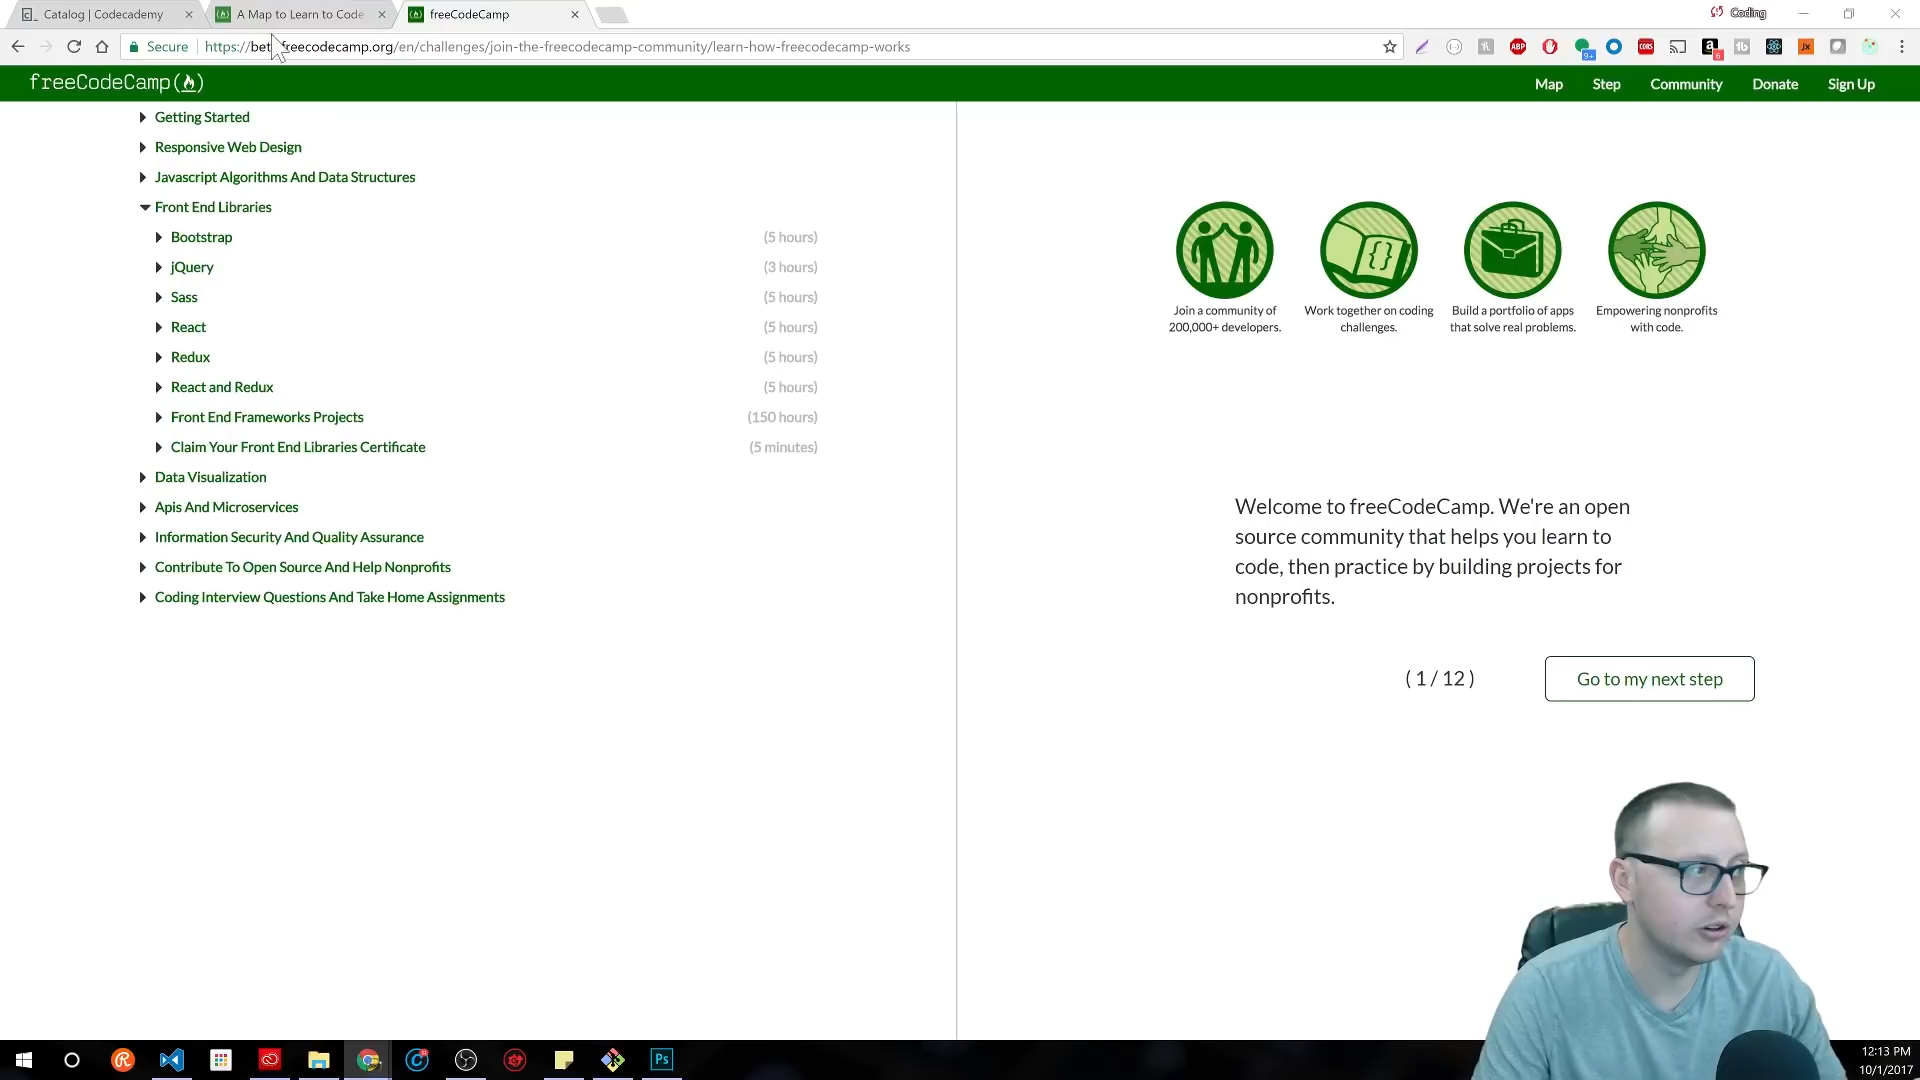 Catalog | Codecademy
A Map to Learn to Code
freeCodeCamp
Coding
Secure
https://bet freecodecamp.org/en/challenges/join-the-freecodecamp-community/learn-how-freecodecamp-works
ABP
9+
CORS
a
6
tb
JX
freeCodeCamp(
)
Map
Step
Community
Donate
Sign Up
Getting Started
Responsive Web Design
Javascript Algorithms And Data Structures
Front End Libraries
Bootstrap (5 hours)
jQuery (3 hours)
Sass (5 hours)
React (5 hours)
Redux (5 hours)
React and Redux (5 hours)
Front End Frameworks Projects (150 hours)
Claim Your Front End Libraries Certificate (5 minutes)
Data Visualization
Apis And Microservices
Information Security And Quality Assurance
Contribute To Open Source And Help Nonprofits
Coding Interview Questions And Take Home Assignments
Join a community of
200,000+ developers.
Work together on coding
challenges.
Build a portfolio of apps
that solve real problems.
Empowering nonprofits
with code.
Welcome to freeCodeCamp. We're an open
source community that helps you learn to
code, then practice by building projects for
nonprofits.
( 1 / 12 )
Go to my next step
Ps
12:13 PM
10/1/2017